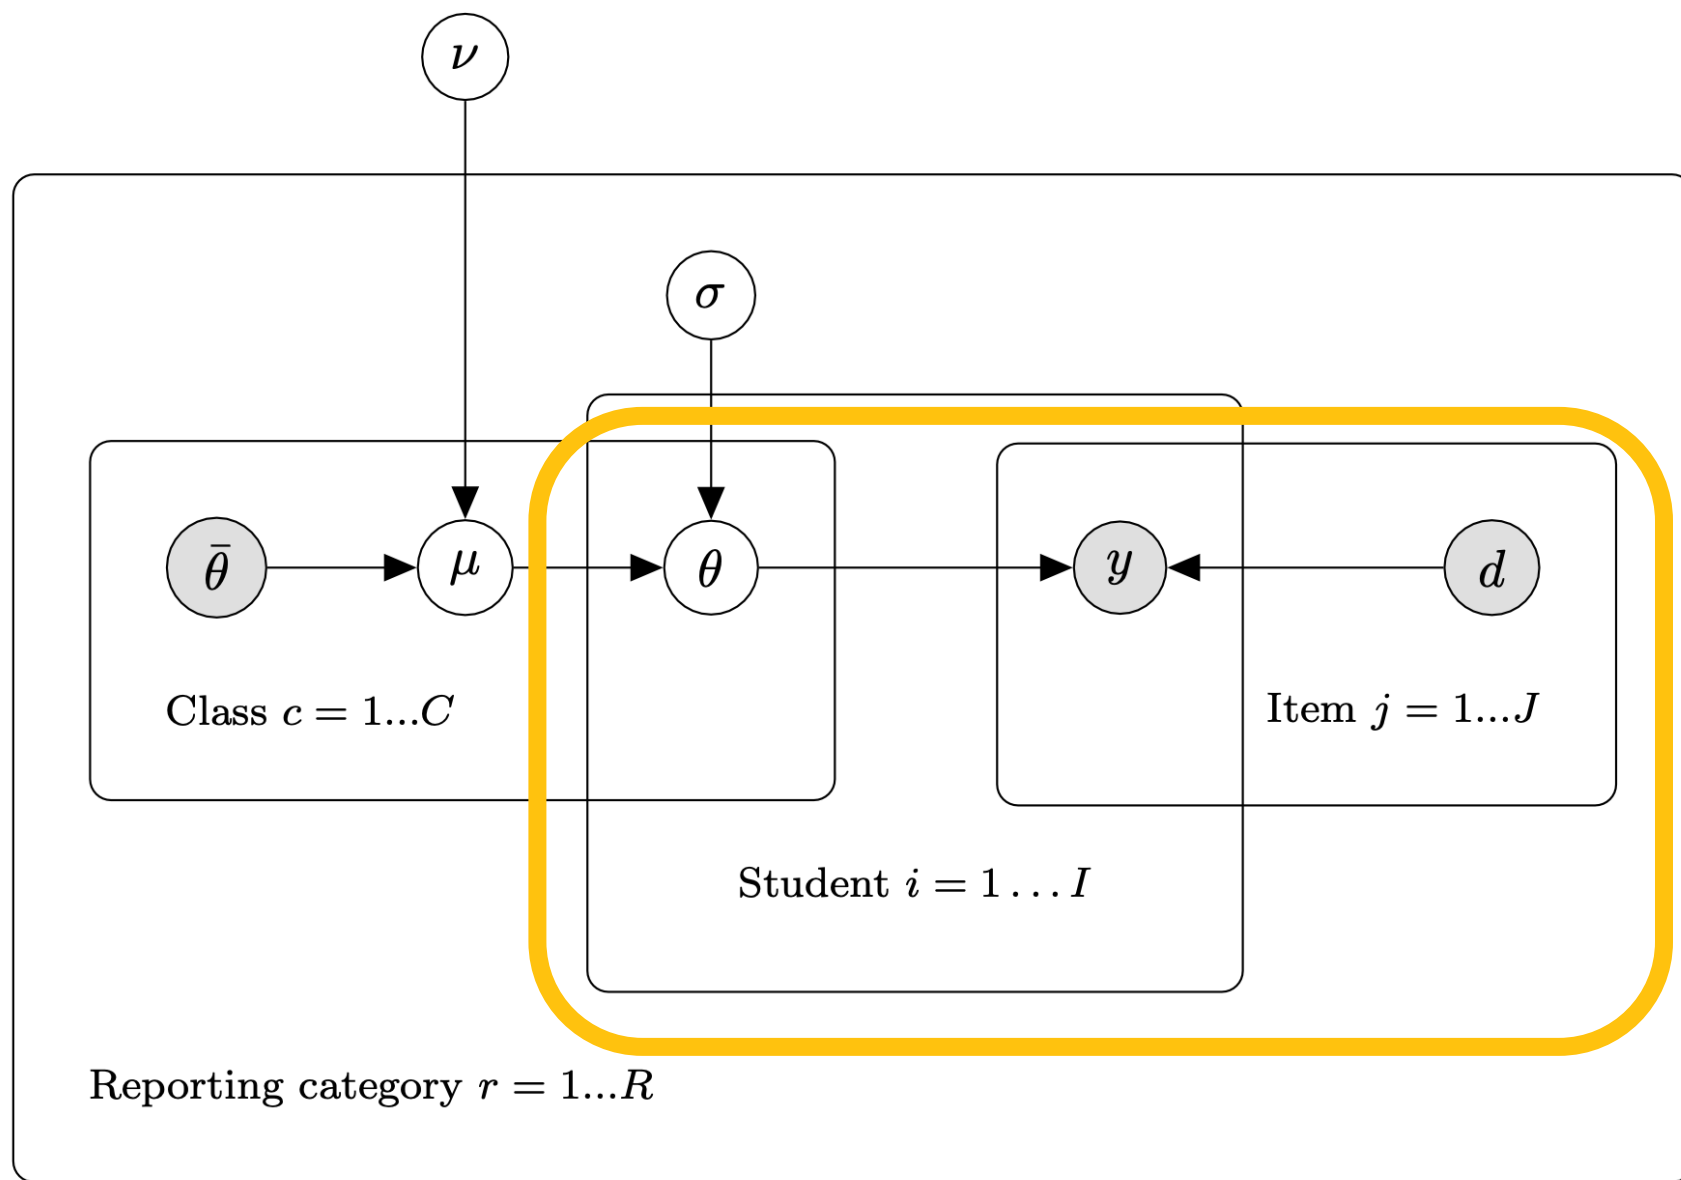 ν
σ
θ̄
μ
θ
y
d
Class c = 1...C
Item j = 1...J
Student i = 1 . . . I
Reporting category r = 1...R